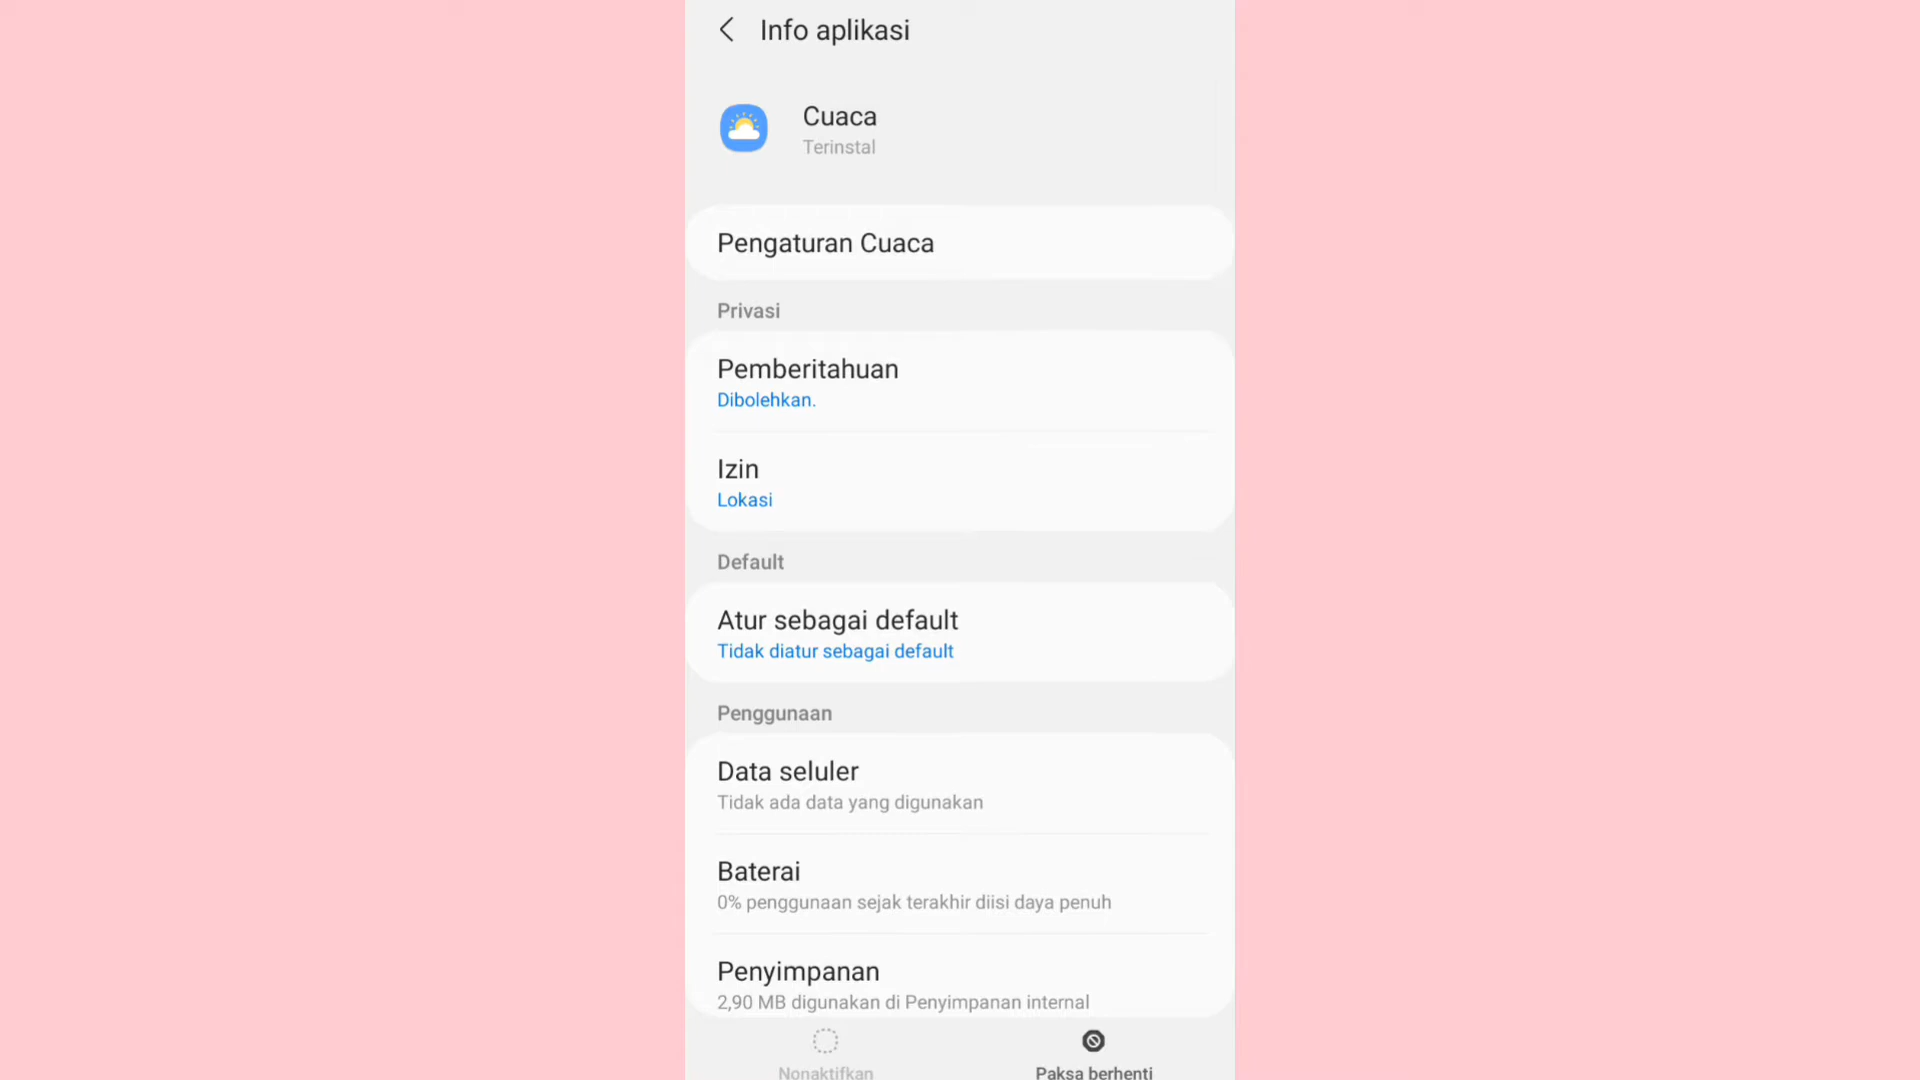 Info aplikasi
Cuaca
Terinstal
Pengaturan Cuaca
Privasi
Pemberitahuan
Dibolehkan.
Izin
Lokasi
Default
Atur sebagai default
Tidak diatur sebagai default
Penggunaan
Data seluler
Tidak ada data yang digunakan
Baterai
0% penggunaan sejak terakhir diisi daya penuh
Penyimpanan
2,90 MB digunakan di Penyimpanan internal
Nonaktifkan
Paksa berhenti